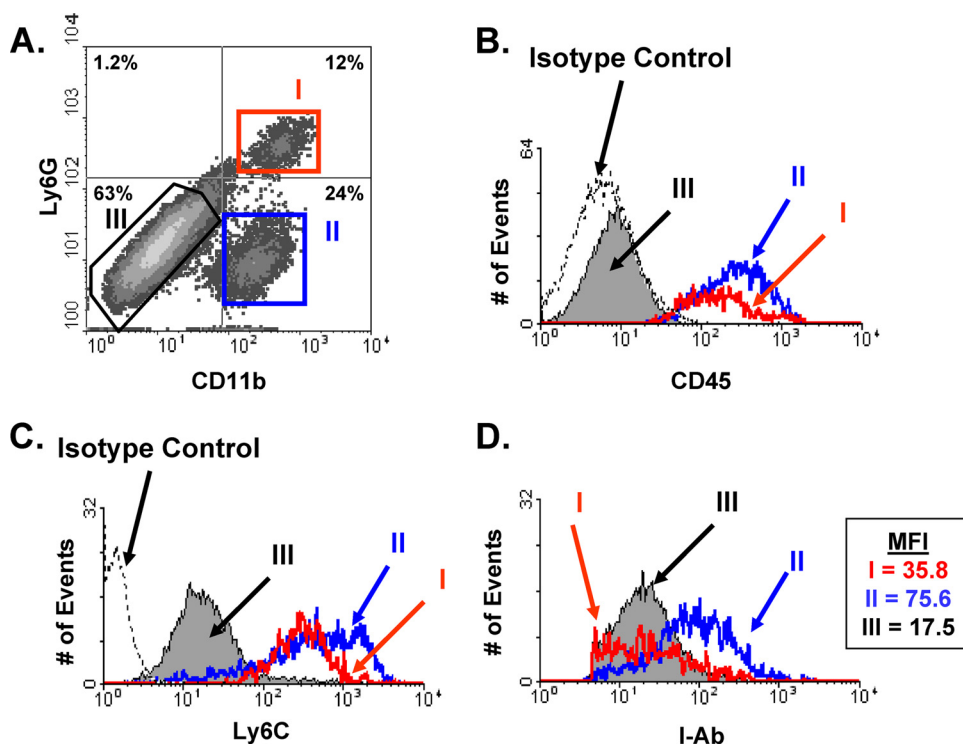 A.
1.2%
12%
I
63%
24%
III
II
Ly6G
10⁰ 10¹ 10² 10³ 10⁴
10⁰ 10¹ 10² 10³ 10⁴
CD11b
B.
Isotype Control
64
III
II
I
# of Events
0
10⁰ 10¹ 10² 10³ 10⁴
CD45
C.
Isotype Control
32
III
II
I
# of Events
0
10⁰ 10¹ 10² 10³ 10⁴
Ly6C
D.
32
I
III
II
# of Events
0
10⁰ 10¹ 10² 10³ 10⁴
I-Ab
MFI
I = 35.8
II = 75.6
III = 17.5